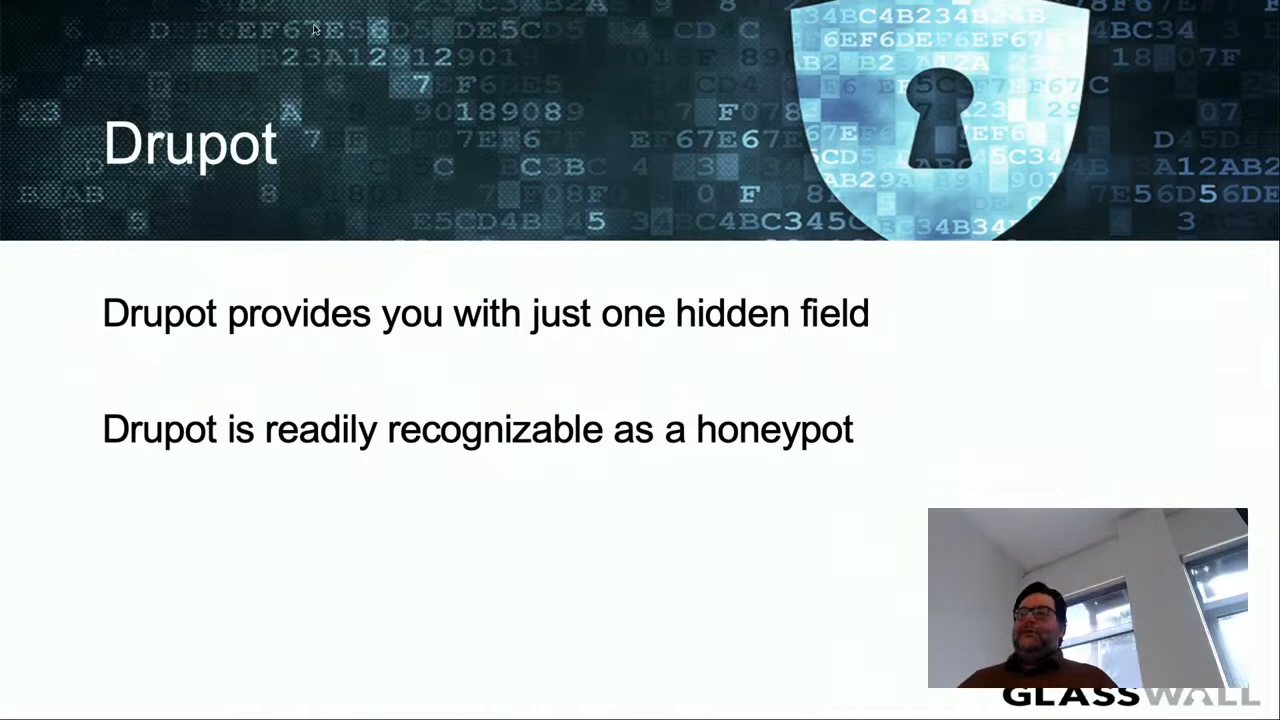 Drupot
Drupot provides you with just one hidden field
Drupot is readily recognizable as a honeypot
GLASSWALL